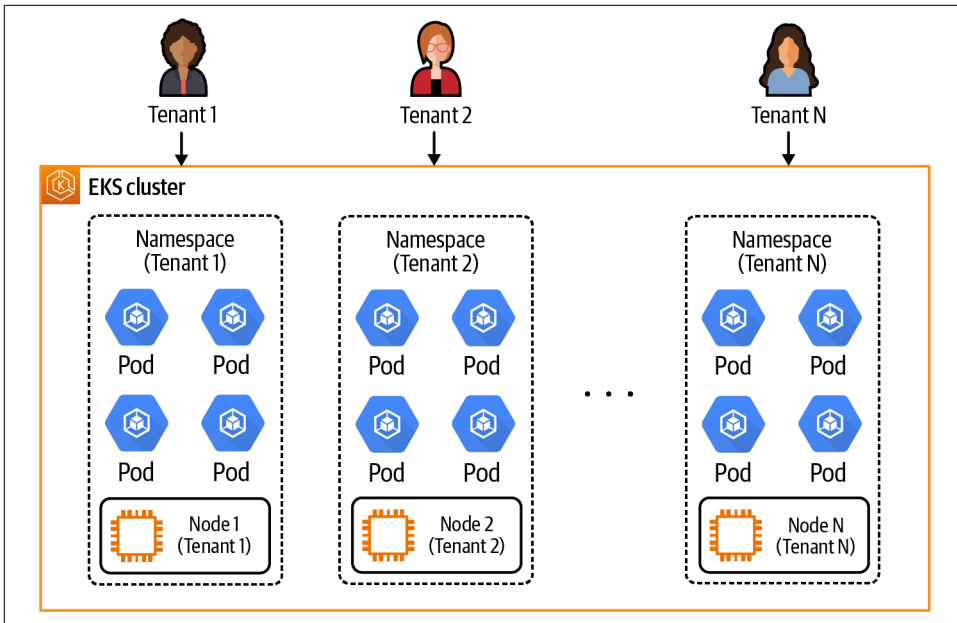 Tenant 1
Tenant 2
Tenant N
K
EKS cluster
Namespace
(Tenant 1)
Namespace
(Tenant 2)
Namespace
(Tenant N)
Pod
Pod
Pod
Pod
Pod
Pod
. . .
Pod
Pod
Pod
Pod
Pod
Pod
Node 1
(Tenant 1)
Node 2
(Tenant 2)
Node N
(Tenant N)